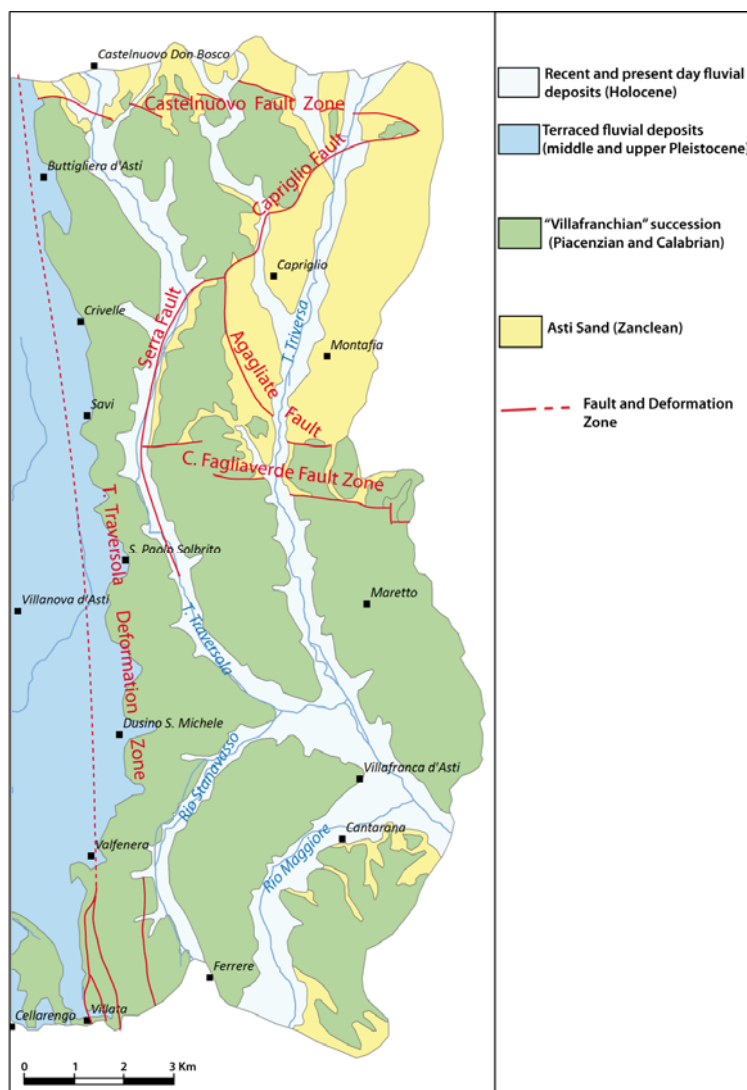 Castelnuovo Don Bosco
Castelnuovo Fault Zone
Buttigliera d'Asti
Capriglio Fault
Capriglio
Crivelle
Serra Fault
T. Triversa
Montafia
Agagliate Fault
Savi
C. Fagliaverde Fault Zone
T. Traversola Deformation Zone
S. Paolo Solbrito
Villanova d'Asti
Maretto
T. Traversola
Dusino S. Michele
Rio Stanavasso
Villafranca d'Asti
Cantarana
Valfenera
Rio Maggiore
Ferrere
Villata
Cellarengo
0 1 2 3 Km
Recent and present day fluvial
deposits (Holocene)
Terraced fluvial deposits
(middle and upper Pleistocene)
"Villafranchian" succession
(Piacenzian and Calabrian)
Asti Sand (Zanclean)
Fault and Deformation
Zone